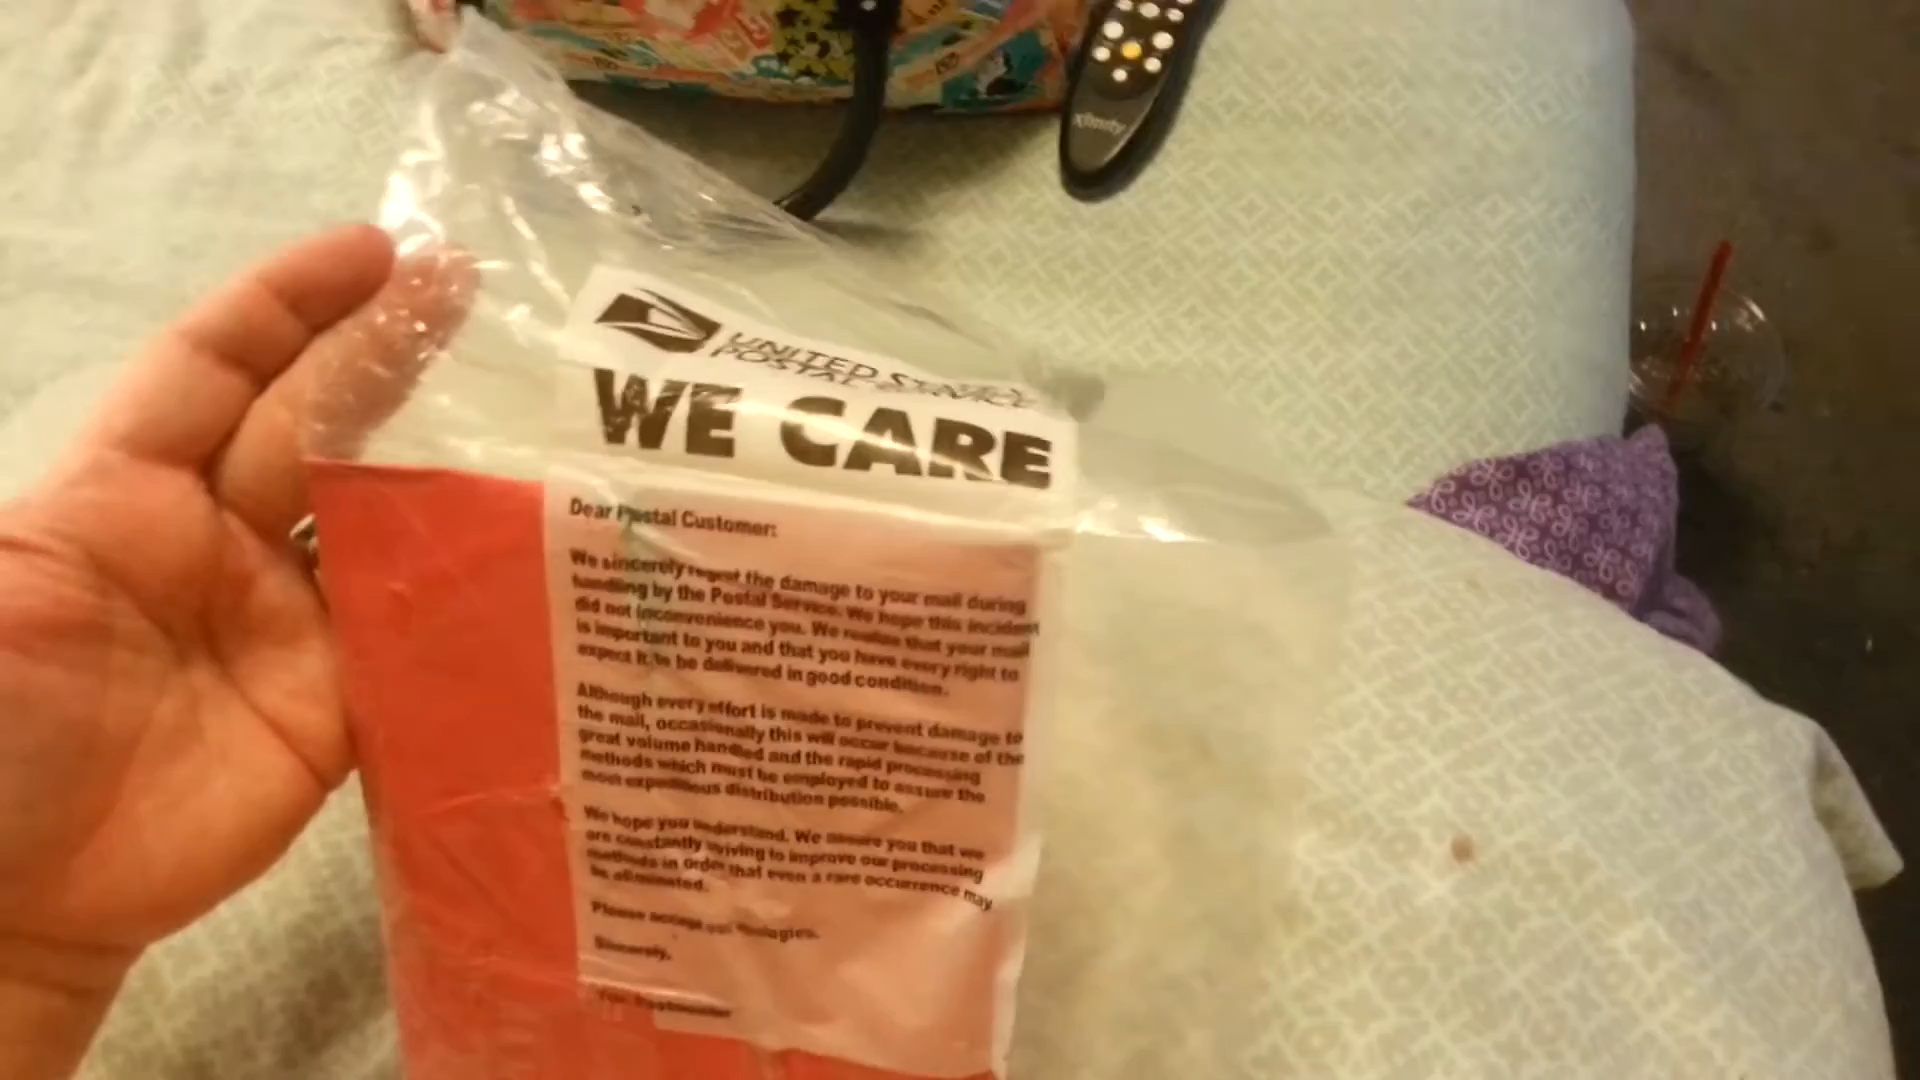 xfinity
UNITED STATES
POSTAL SERVICE
WE CARE
Dear Postal Customer:
We sincerely regret the damage to your mail during
handling by the Postal Service. We hope this incident
did not inconvenience you. We realize that your mail
is important to you and that you have every right to
expect it to be delivered in good condition.
Although every effort is made to prevent damage to
the mail, occasionally this will occur because of the
great volume handled and the rapid processing
methods which must be employed to assure the
most expeditious distribution possible.
We hope you understand. We assure you that we
are constantly striving to improve our processing
methods in order that even a rare occurrence may
be eliminated.
Please accept our apologies.
Sincerely,
Your Postmaster